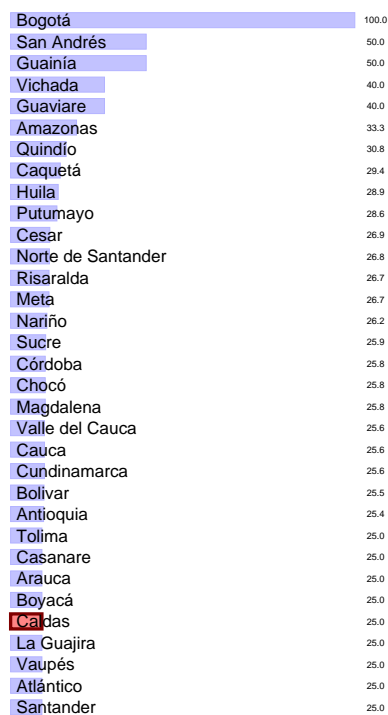 Bogotá 100.0
San Andrés 50.0
Guainía 50.0
Vichada 40.0
Guaviare 40.0
Amazonas 33.3
Quindío 30.8
Caquetá 29.4
Huila 28.9
Putumayo 28.6
Cesar 26.9
Norte de Santander 26.8
Risaralda 26.7
Meta 26.7
Nariño 26.2
Sucre 25.9
Córdoba 25.8
Chocó 25.8
Magdalena 25.8
Valle del Cauca 25.6
Cauca 25.6
Cundinamarca 25.6
Bolivar 25.5
Antioquia 25.4
Tolima 25.0
Casanare 25.0
Arauca 25.0
Boyacá 25.0
Caldas 25.0
La Guajira 25.0
Vaupés 25.0
Atlántico 25.0
Santander 25.0